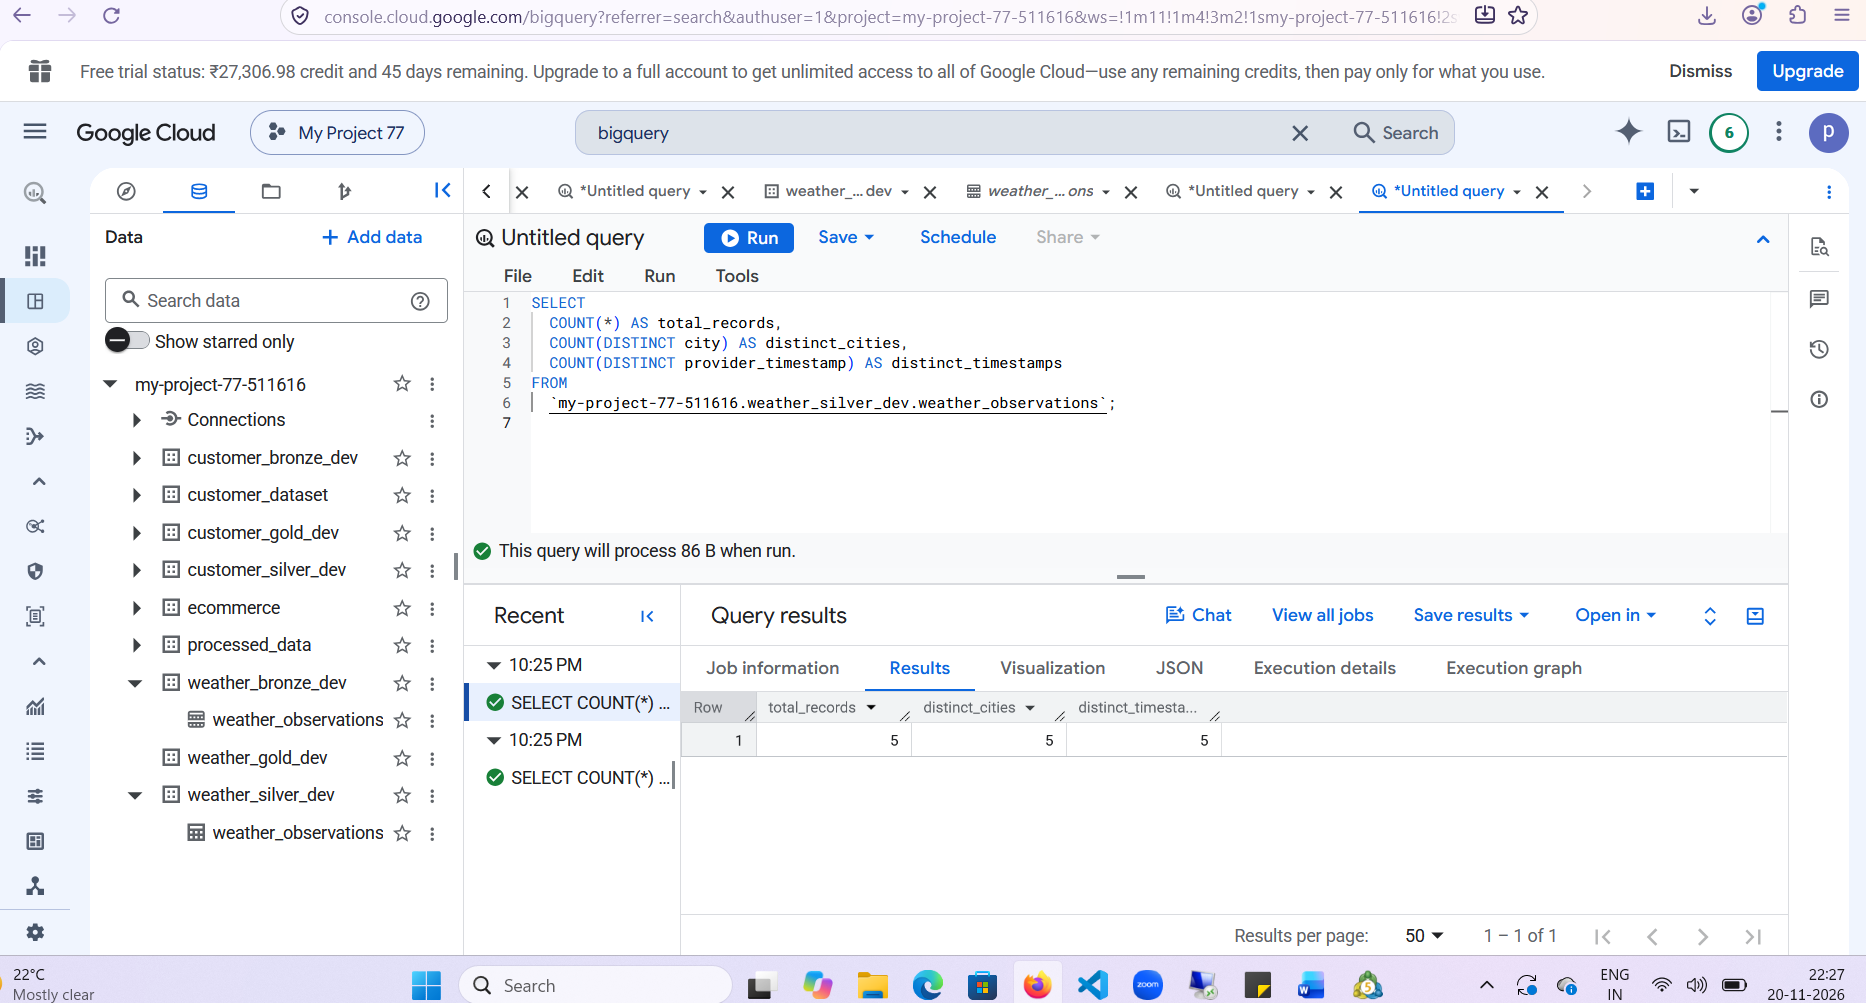 console.cloud.google.com/bigquery?referrer=search&authuser=1&project=my-project-77-511616&ws=!1m11!1m4!3m2!1smy-project-77-511616!2s
Free trial status: ₹27,306.98 credit and 45 days remaining. Upgrade to a full account to get unlimited access to all of Google Cloud—use any remaining credits, then pay only for what you use.
Dismiss
Upgrade
Google Cloud
My Project 77
bigquery
Search
6
p
*Untitled query
weather_...dev
weather_...ons
*Untitled query
*Untitled query
Data
Add data
Search data
Show starred only
my-project-77-511616
Connections
customer_bronze_dev
customer_dataset
customer_gold_dev
customer_silver_dev
ecommerce
processed_data
weather_bronze_dev
weather_observations
weather_gold_dev
weather_silver_dev
weather_observations
Untitled query
Run
Save
Schedule
Share
File Edit Run Tools
1 SELECT
2 COUNT(*) AS total_records,
3 COUNT(DISTINCT city) AS distinct_cities,
4 COUNT(DISTINCT provider_timestamp) AS distinct_timestamps
5 FROM
6 `my-project-77-511616.weather_silver_dev.weather_observations`;
7
This query will process 86 B when run.
Recent
10:25 PM
SELECT COUNT(*) ...
10:25 PM
SELECT COUNT(*) ...
Query results
Chat
View all jobs
Save results
Open in
Job information Results Visualization JSON Execution details Execution graph
Row total_records distinct_cities distinct_timesta...
1 5 5 5
Results per page: 50 1 – 1 of 1
22°C
Mostly clear
Search
zoom
5
ENG
IN
22:27
20-11-2026